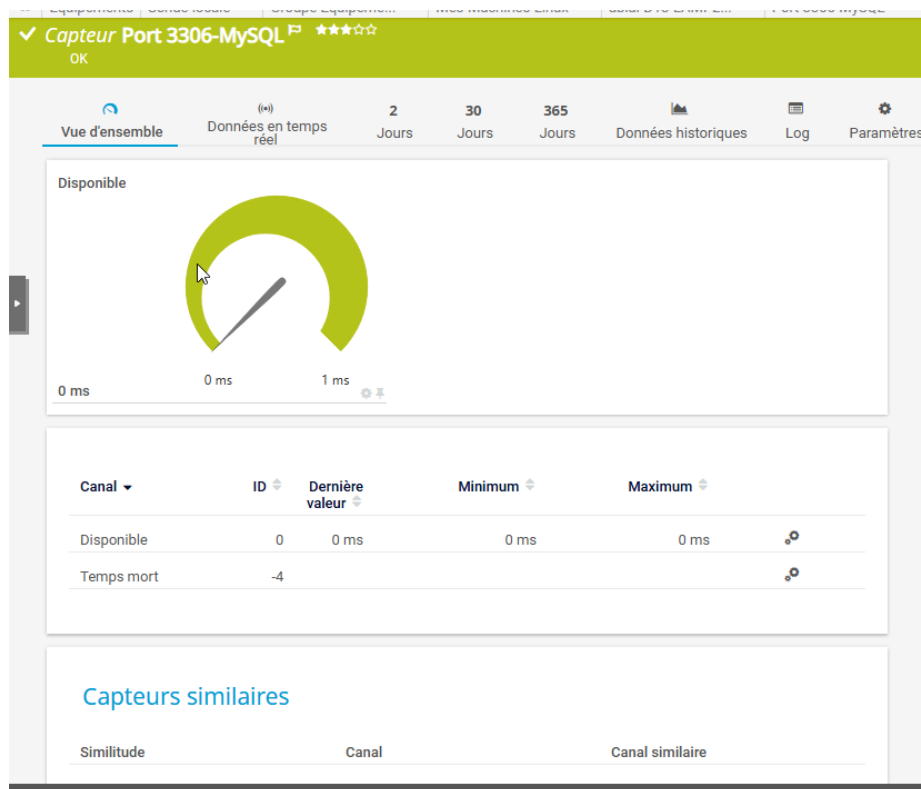 Capteur Port 3306-MySQL
OK
Vue d'ensemble
Données en temps
réel
2
Jours
30
Jours
365
Jours
Données historiques
Log
Paramètres
Disponible
0 ms
1 ms
0 ms
Canal ID Dernière
valeur Minimum Maximum
Disponible 0 0 ms 0 ms 0 ms
Temps mort -4
Capteurs similaires
Similitude Canal Canal similaire